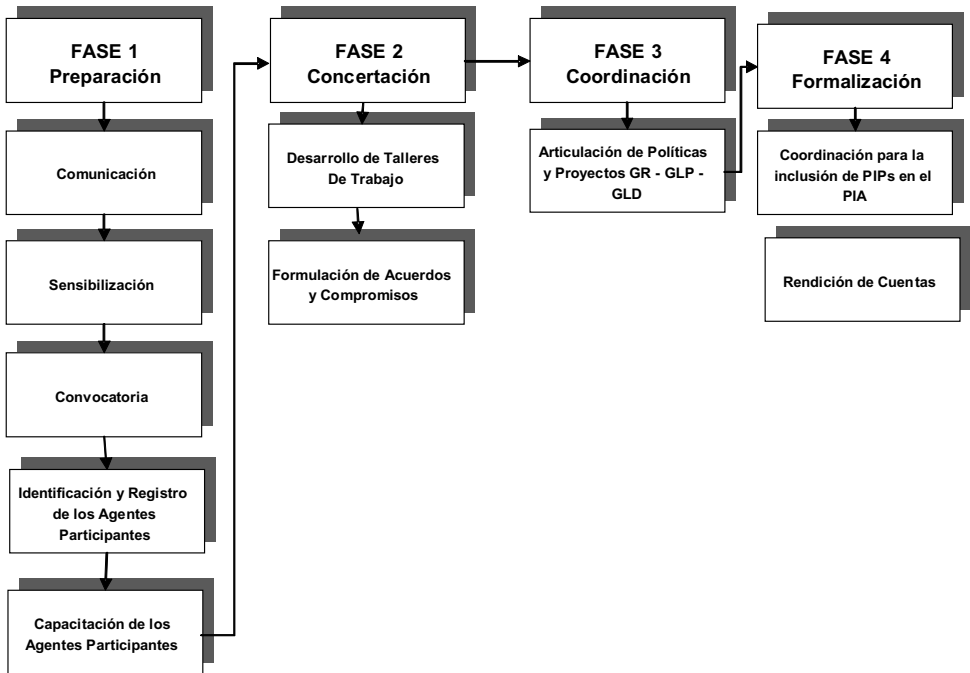 FASE 1
Preparación
Comunicación
Sensibilización
Convocatoria
Identificación y Registro
de los Agentes
Participantes
Capacitación de los
Agentes Participantes
FASE 2
Concertación
Desarrollo de Talleres
De Trabajo
Formulación de Acuerdos
y Compromisos
FASE 3
Coordinación
Articulación de Políticas
y Proyectos GR - GLP -
GLD
FASE 4
Formalización
Coordinación para la
inclusión de PIPs en el
PIA
Rendición de Cuentas